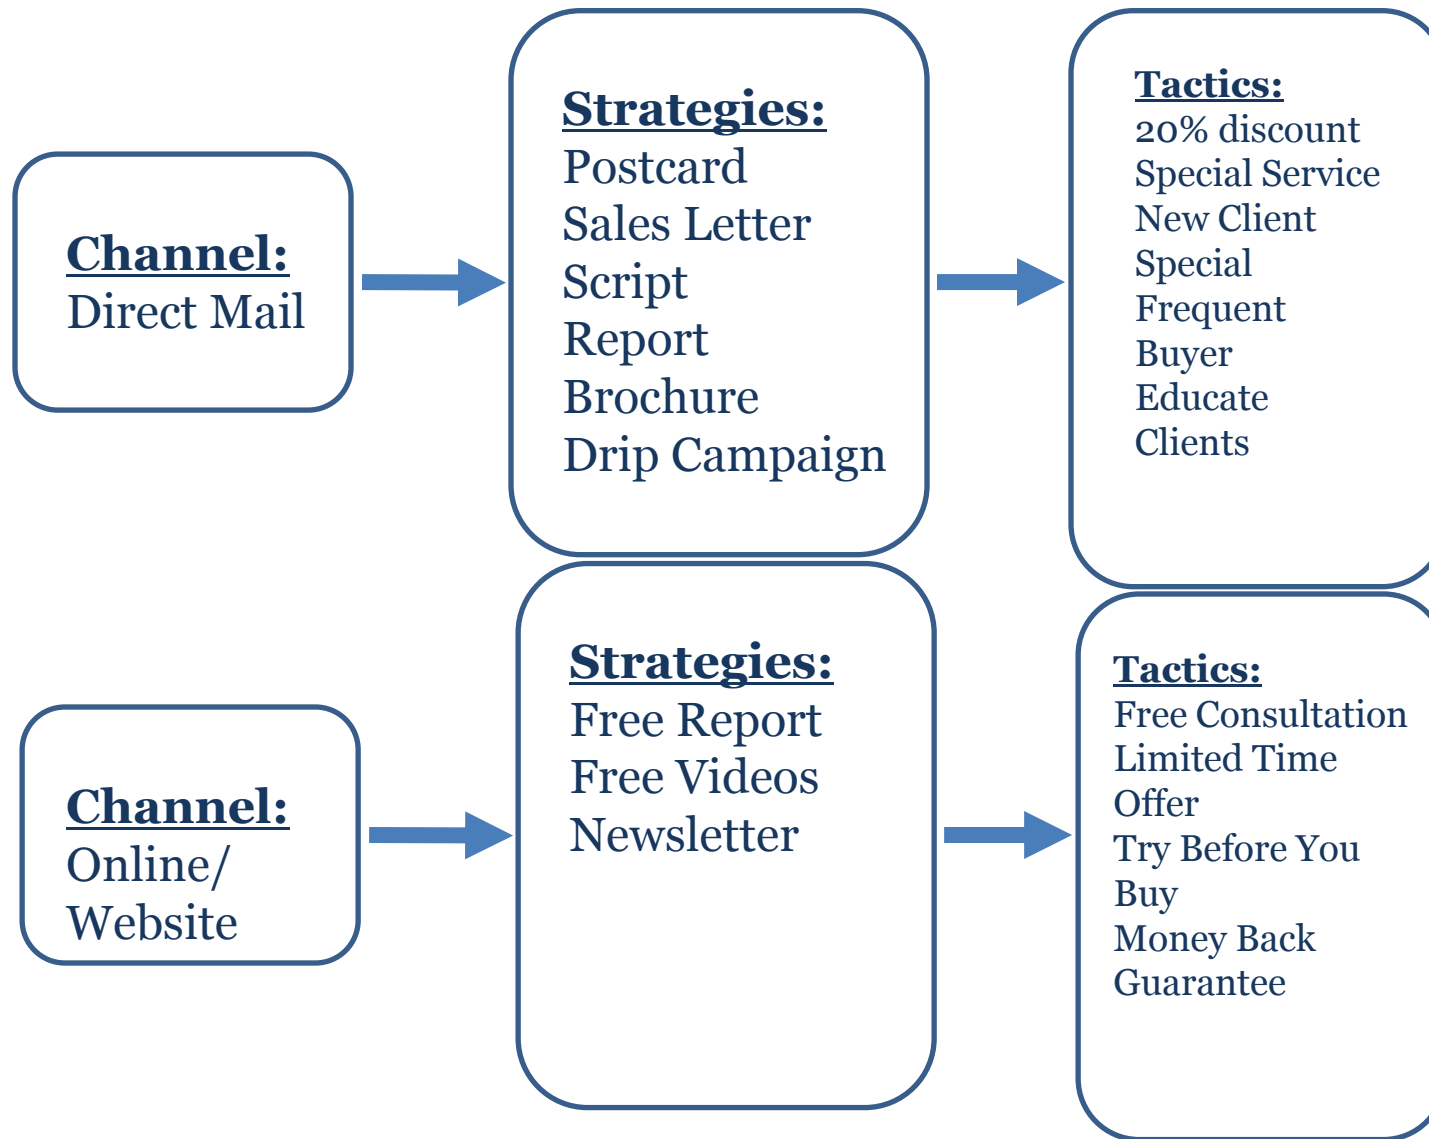 Channel:
Direct Mail
Strategies:
Postcard
Sales Letter
Script
Report
Brochure
Drip Campaign
Tactics:
20% discount
Special Service
New Client
Special
Frequent
Buyer
Educate
Clients
Channel:
Online/
Website
Strategies:
Free Report
Free Videos
Newsletter
Tactics:
Free Consultation
Limited Time
Offer
Try Before You
Buy
Money Back
Guarantee